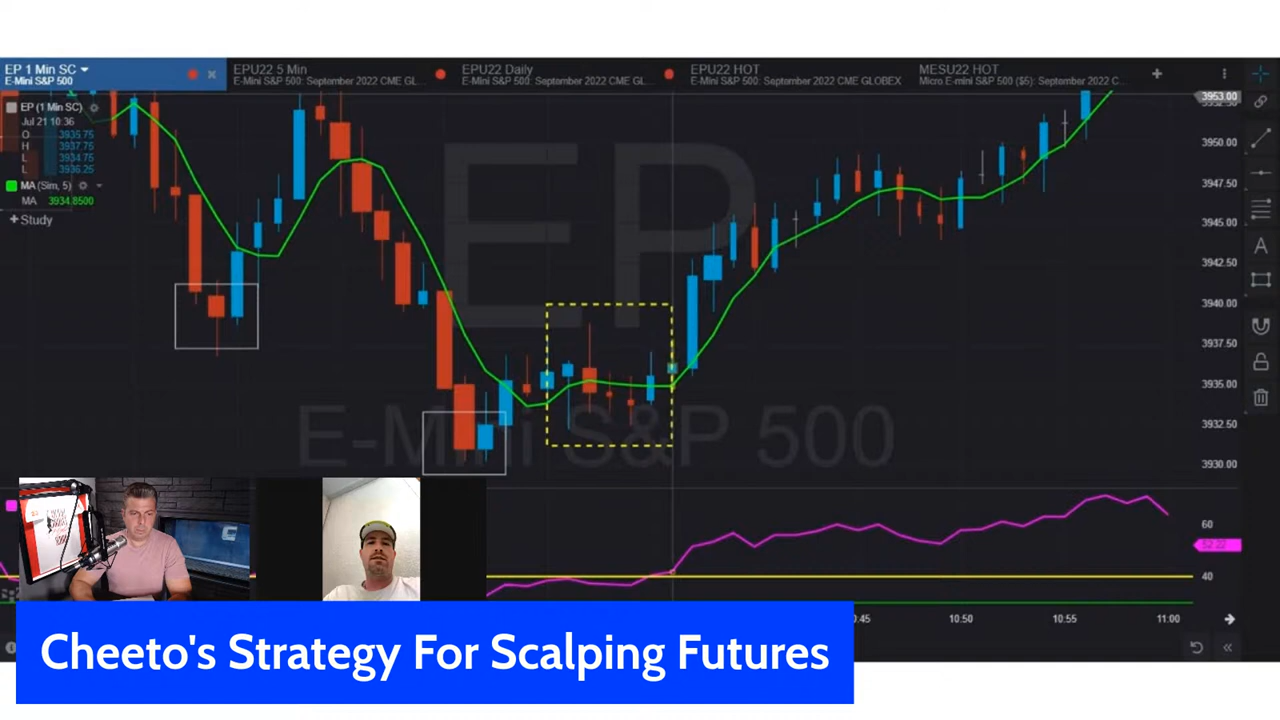 EP 1 Min SC
E-Mini S&P 500
EPU22 5 Min
E-Mini S&P 500: September 2022 CME GL...
EPU22 Daily
E-Mini S&P 500: September 2022 CME GL...
EPU22 HOT
E-Mini S&P 500: September 2022 CME GLOBEX
MESU22 HOT
Micro E-mini S&P 500 ($5): September 2022 C...
EP (1 Min SC)
Jul 21 10:36
O 3935.75
H 3937.75
L 3934.75
L 3936.25
MA (Sim, 5)
MA 3934.8500
+ Study
EP
E-Mini S&P 500
3953.00
3950.00
3947.50
3945.00
3942.50
3940.00
3937.50
3935.00
3932.50
3930.00
60
52.22
40
0.45
10:50
10:55
11:00
Cheeto's Strategy For Scalping Futures